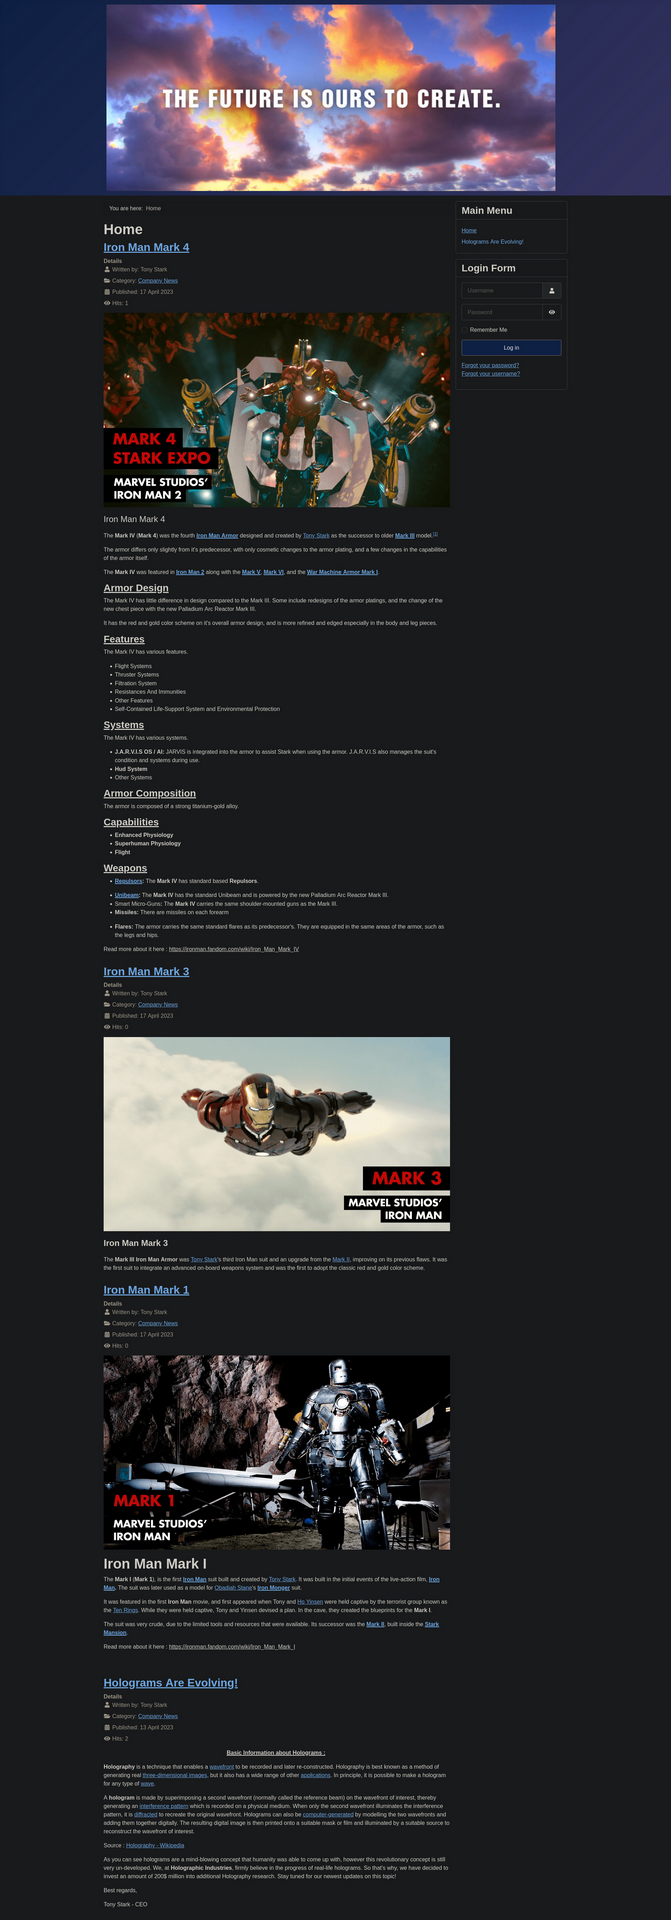 THE FUTURE IS OURS TO CREATE.
You are here: Home
Home
Iron Man Mark 4
Details
Written by: Tony Stark
Category: Company News
Published: 17 April 2023
Hits: 1
MARK 4
STARK EXPO
MARVEL STUDIOS'
IRON MAN 2
Iron Man Mark 4
The Mark IV (Mark 4) was the fourth Iron Man Armor designed and created by Tony Stark as the successor to older Mark III model.[1]
The armor differs only slightly from it's predecessor, with only cosmetic changes to the armor plating, and a few changes in the capabilities
of the armor itself.
The Mark IV was featured in Iron Man 2 along with the Mark V, Mark VI, and the War Machine Armor Mark I.
Armor Design
The Mark IV has little difference in design compared to the Mark III. Some include redesigns of the armor platings, and the change of the
new chest piece with the new Palladium Arc Reactor Mark III.
It has the red and gold color scheme on it's overall armor design, and is more refined and edged especially in the body and leg pieces.
Features
The Mark IV has various features.
• Flight Systems
• Thruster Systems
• Filtration System
• Resistances And Immunities
• Other Features
• Self-Contained Life-Support System and Environmental Protection
Systems
The Mark IV has various systems.
• J.A.R.V.I.S OS / AI: JARVIS is integrated into the armor to assist Stark when using the armor. J.A.R.V.I.S also manages the suit's
condition and systems during use.
• Hud System
• Other Systems
Armor Composition
The armor is composed of a strong titanium-gold alloy.
Capabilities
• Enhanced Physiology
• Superhuman Physiology
• Flight
Weapons
• Repulsors: The Mark IV has standard based Repulsors.
• Unibeam: The Mark IV has the standard Unibeam and is powered by the new Palladium Arc Reactor Mark III.
• Smart Micro-Guns: The Mark IV carries the same shoulder-mounted guns as the Mark III.
• Missiles: There are missiles on each forearm
• Flares: The armor carries the same standard flares as its predecessor's. They are equipped in the same areas of the armor, such as
the legs and hips.
Read more about it here : https://ironman.fandom.com/wiki/Iron_Man_Mark_IV
Iron Man Mark 3
Details
Written by: Tony Stark
Category: Company News
Published: 17 April 2023
Hits: 0
MARK 3
MARVEL STUDIOS'
IRON MAN
Iron Man Mark 3
The Mark III Iron Man Armor was Tony Stark's third Iron Man suit and an upgrade from the Mark II, improving on its previous flaws. It was
the first suit to integrate an advanced on-board weapons system and was the first to adopt the classic red and gold color scheme.
Iron Man Mark 1
Details
Written by: Tony Stark
Category: Company News
Published: 17 April 2023
Hits: 0
MARK 1
MARVEL STUDIOS'
IRON MAN
Iron Man Mark I
The Mark I (Mark 1), is the first Iron Man suit built and created by Tony Stark. It was built in the initial events of the live-action film, Iron
Man. The suit was later used as a model for Obadiah Stane's Iron Monger suit.
It was featured in the first Iron Man movie, and first appeared when Tony and Ho Yinsen were held captive by the terrorist group known as
the Ten Rings. While they were held captive, Tony and Yinsen devised a plan. In the cave, they created the blueprints for the Mark I.
The suit was very crude, due to the limited tools and resources that were available. Its successor was the Mark II, built inside the Stark
Mansion.
Read more about it here : https://ironman.fandom.com/wiki/Iron_Man_Mark_I
Holograms Are Evolving!
Details
Written by: Tony Stark
Category: Company News
Published: 13 April 2023
Hits: 2
Basic Information about Holograms :
Holography is a technique that enables a wavefront to be recorded and later re-constructed. Holography is best known as a method of
generating real three-dimensional images, but it also has a wide range of other applications. In principle, it is possible to make a hologram
for any type of wave.
A hologram is made by superimposing a second wavefront (normally called the reference beam) on the wavefront of interest, thereby
generating an interference pattern which is recorded on a physical medium. When only the second wavefront illuminates the interference
pattern, it is diffracted to recreate the original wavefront. Holograms can also be computer-generated by modelling the two wavefronts and
adding them together digitally. The resulting digital image is then printed onto a suitable mask or film and illuminated by a suitable source to
reconstruct the wavefront of interest.
Source : Holography - Wikipedia
As you can see holograms are a mind-blowing concept that humanity was able to come up with, however this revolutionary concept is still
very un-developed. We, at Holographic Industries, firmly believe in the progress of real-life holograms. So that's why, we have decided to
invest an amount of 200$ million into additional Holography research. Stay tuned for our newest updates on this topic!
Best regards,
Tony Stark - CEO
Main Menu
Home
Holograms Are Evolving!
Login Form
Username
Password
Remember Me
Log in
Forgot your password?
Forgot your username?